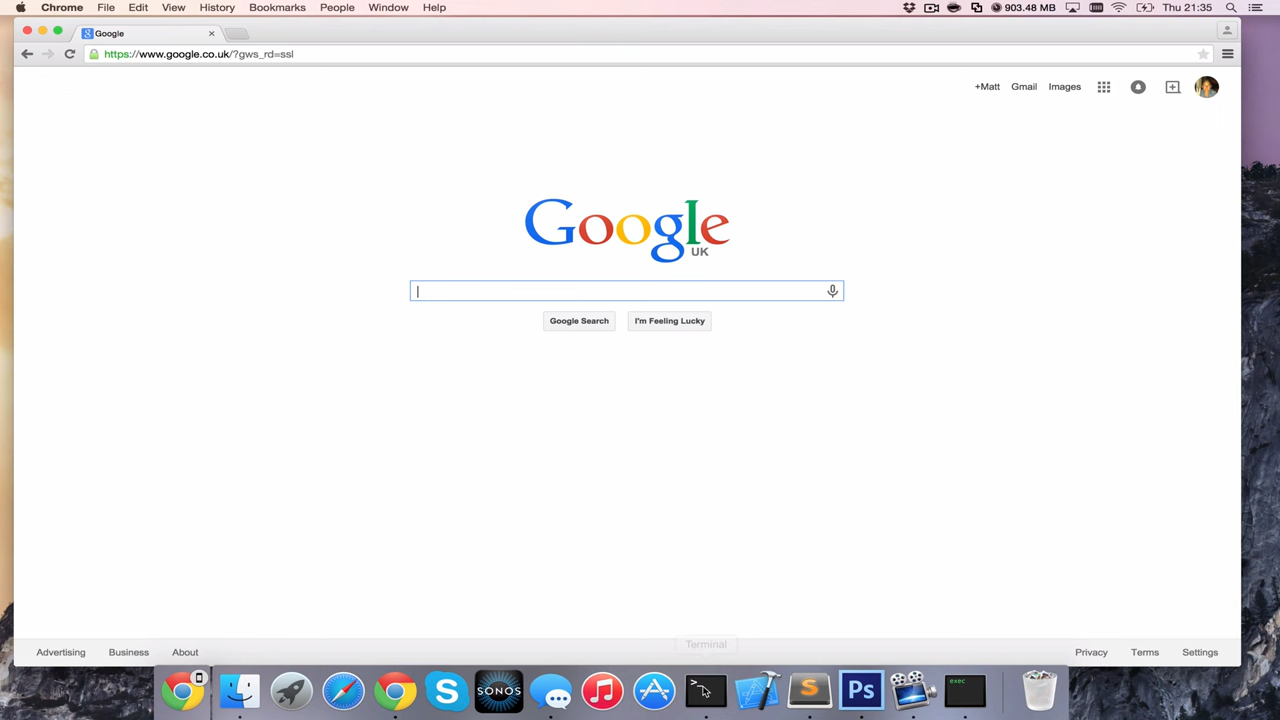 Chrome File Edit View History Bookmarks People Window Help 903.48 MB Thu 21:35
Google
https://www.google.co.uk/?gws_rd=ssl
+Matt Gmail Images
Google
UK
Google Search I'm Feeling Lucky
Terminal
Advertising Business About Privacy Terms Settings
SONOS
S
Ps
exec